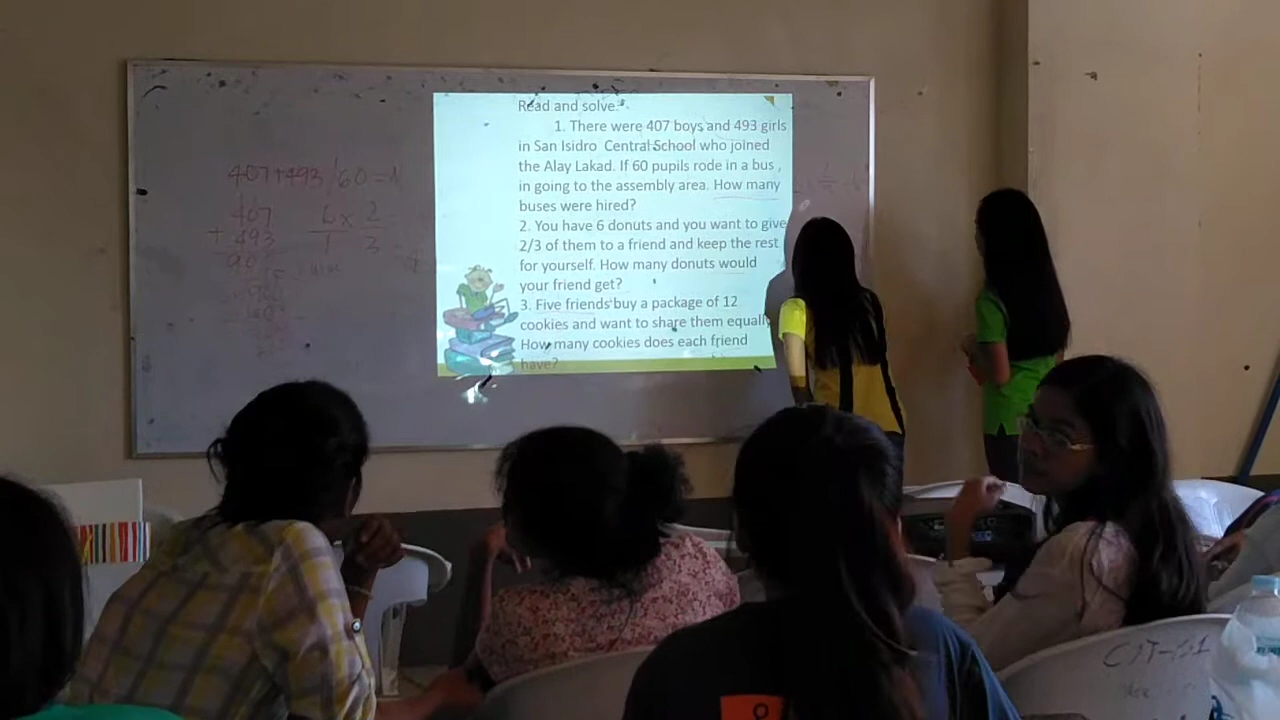 Read and solve:
1. There were 407 boys and 493 girls
in San Isidro Central School who joined
the Alay Lakad. If 60 pupils rode in a bus ,
in going to the assembly area. How many
buses were hired?
2. You have 6 donuts and you want to give
2/3 of them to a friend and keep the rest
for yourself. How many donuts would
your friend get?
3. Five friends buy a package of 12
cookies and want to share them equally
How many cookies does each friend
have?
407+493 /60 =
407
+ 493
6 x 2
1 3